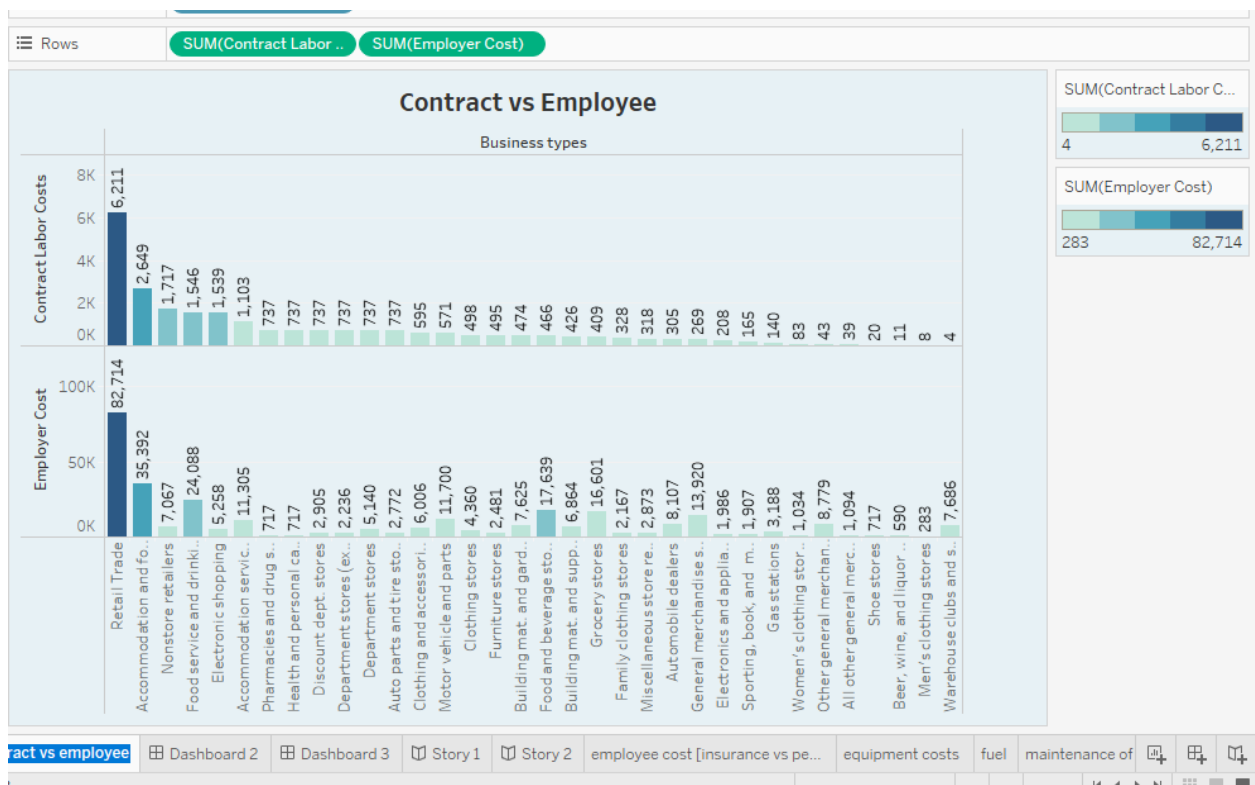 Rows
SUM(Contract Labor ..
SUM(Employer Cost)
Contract vs Employee
Business types
Contract Labor Costs
8K
6K
4K
2K
0K
6,211
2,649
1,717
1,546
1,539
1,103
737
737
737
737
737
737
595
571
498
495
474
466
426
409
328
318
305
269
208
165
140
83
43
39
20
11
8
4
Employer Cost
100K
50K
0K
82,714
35,392
7,067
24,088
5,258
11,305
717
717
2,905
2,236
5,140
2,772
6,006
11,700
4,360
2,481
7,625
17,639
6,864
16,601
2,167
2,873
8,107
13,920
1,986
1,907
3,188
1,034
8,779
1,094
717
590
283
7,686
Retail Trade
Accommodation and fo..
Nonstore retailers
Food service and drinki..
Electronic shopping
Accommodation servic..
Pharmacies and drug s..
Health and personal ca..
Discount dept. stores
Department stores (ex..
Department stores
Auto parts and tire sto..
Clothing and accessori..
Motor vehicle and parts
Clothing stores
Furniture stores
Building mat. and gard..
Food and beverage sto..
Building mat. and supp..
Grocery stores
Family clothing stores
Miscellaneous store re..
Automobile dealers
General merchandise s..
Electronics and applia..
Sporting, book, and m..
Gas stations
Women's clothing stor..
Other general merchan..
All other general merc..
Shoe stores
Beer, wine, and liquor ..
Men's clothing stores
Warehouse clubs and s..
SUM(Contract Labor C...
4 6,211
SUM(Employer Cost)
283 82,714
ract vs employee
Dashboard 2
Dashboard 3
Story 1
Story 2
employee cost [insurance vs pe...
equipment costs
fuel
maintenance of